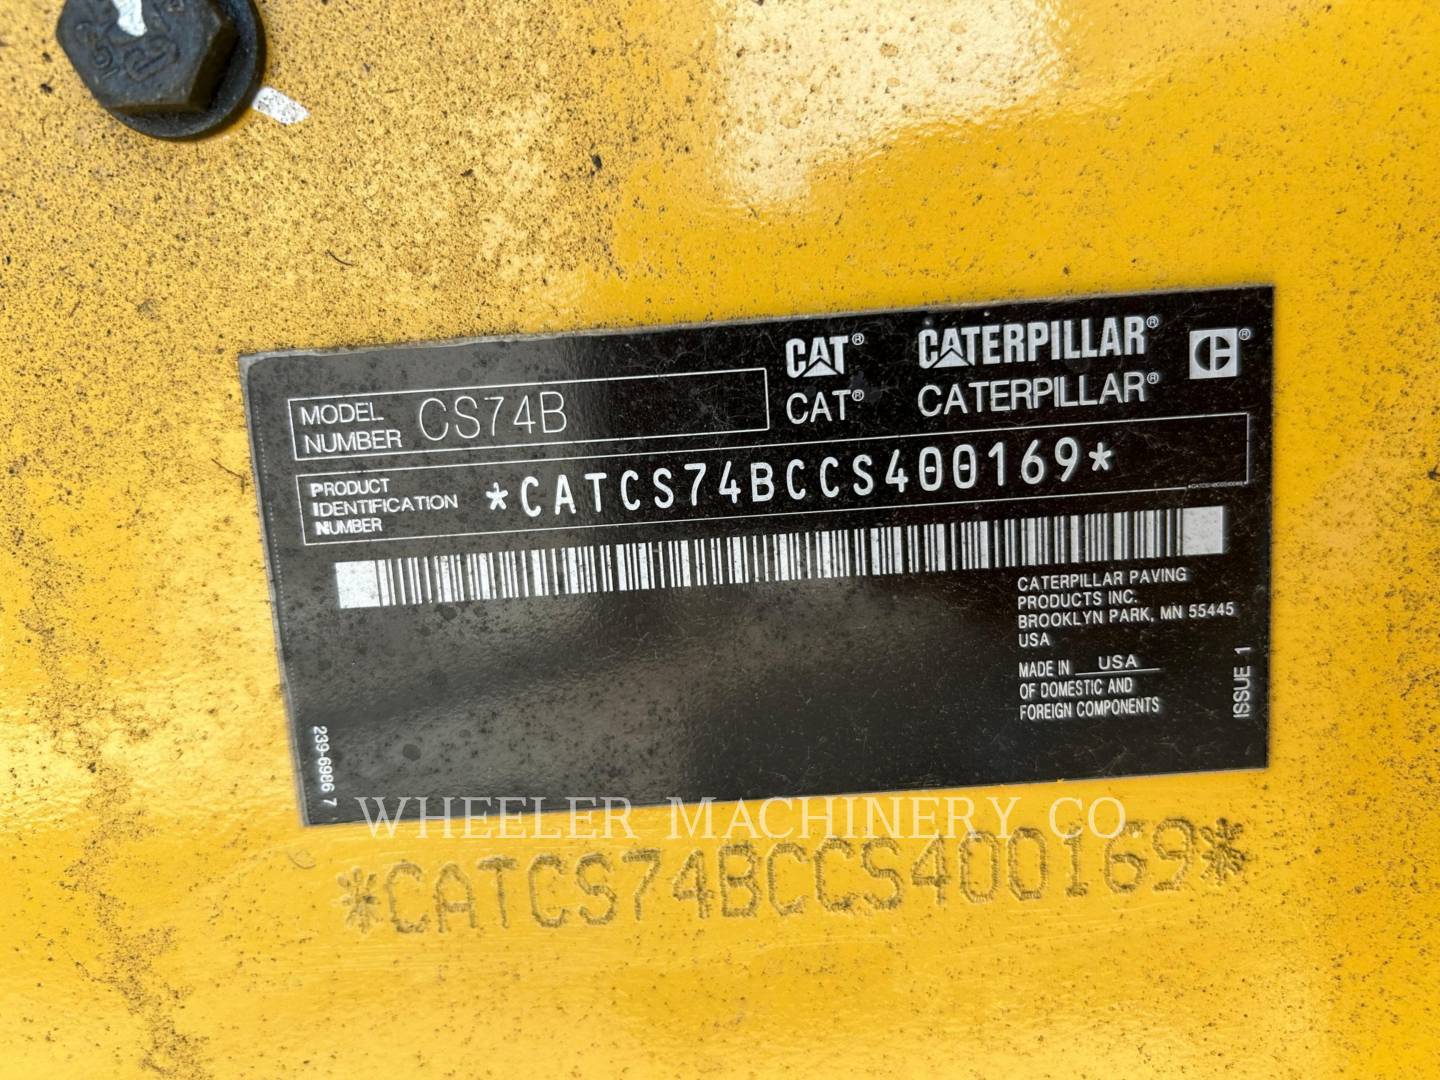 CAT® CATERPILLAR® ®
CAT® CATERPILLAR®
MODEL NUMBER CS74B
PRODUCT IDENTIFICATION NUMBER *CATCS74BCCS400169*
CATERPILLAR PAVING
PRODUCTS INC.
BROOKLYN PARK, MN 55445
USA
MADE IN USA
OF DOMESTIC AND
FOREIGN COMPONENTS
ISSUE 1
239-6986 7
WHEELER MACHINERY CO.
*CATCS74BCCS400169*